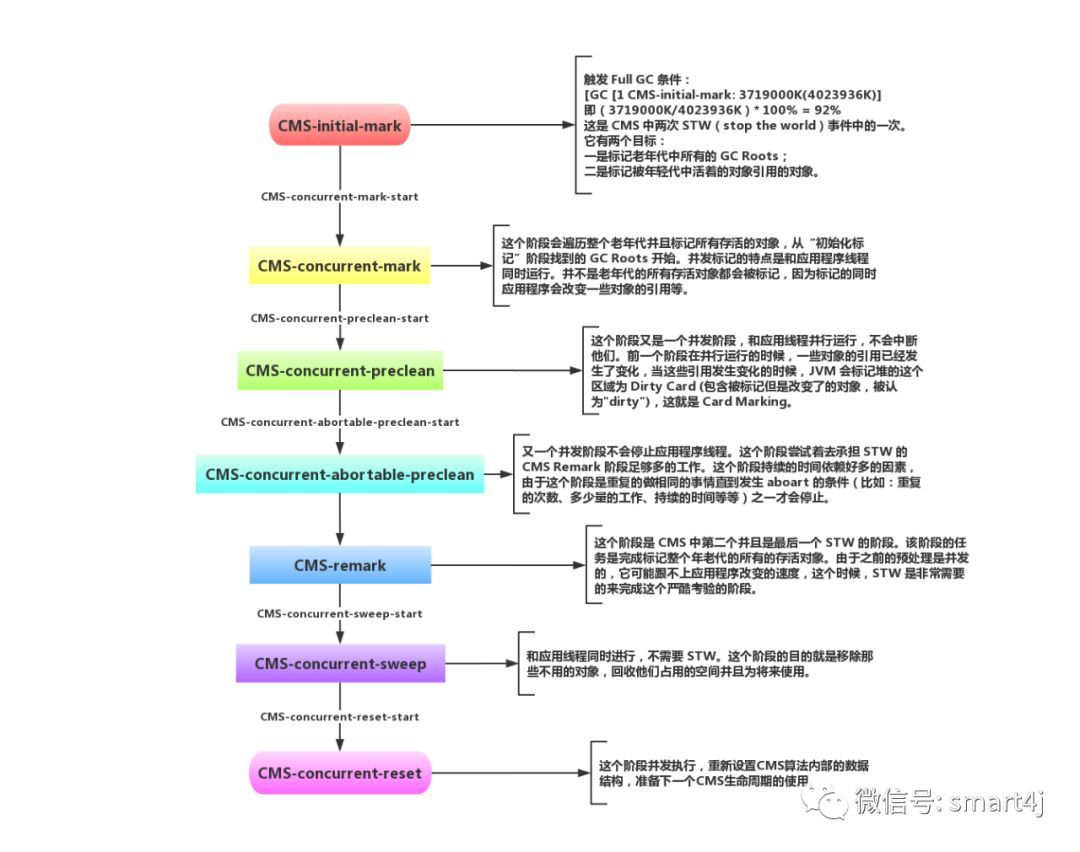 CMS-initial-mark
触发 Full GC 条件：
[GC [1 CMS-initial-mark: 3719000K(4023936K)]
即（3719000K/4023936K）* 100% = 92%
这是 CMS 中两次 STW（stop the world）事件中的一次。
它有两个目标：
一是标记老年代中所有的 GC Roots；
二是标记被年轻代中活着的对象引用的对象。
CMS-concurrent-mark-start
CMS-concurrent-mark
这个阶段会遍历整个老年代并且标记所有存活的对象，从“初始化标
记”阶段找到的 GC Roots 开始。并发标记的特点是和应用程序线程
同时运行。并不是老年代的所有存活对象都会被标记，因为标记的同时
应用程序会改变一些对象的引用等。
CMS-concurrent-preclean-start
CMS-concurrent-preclean
这个阶段又是一个并发阶段，和应用线程并行运行，不会中断
他们。前一个阶段在并行运行的时候，一些对象的引用已经发
生了变化，当这些引用发生变化的时候，JVM 会标记堆的这个
区域为 Dirty Card (包含被标记但是改变了的对象，被认
为"dirty")，这就是 Card Marking。
CMS-concurrent-abortable-preclean-start
CMS-concurrent-abortable-preclean
又一个并发阶段不会停止应用程序线程。这个阶段尝试着去承担 STW 的
CMS Remark 阶段足够多的工作。这个阶段持续的时间依赖好多的因素，
由于这个阶段是重复的做相同的事情直到发生 aboart 的条件（比如：重复
的次数、多少量的工作、持续的时间等等）之一才会停止。
CMS-remark
这个阶段是 CMS 中第二个并且是最后一个 STW 的阶段。该阶段的任
务是完成标记整个年老代的所有的存活对象。由于之前的预处理是并发
的，它可能跟不上应用程序改变的速度，这个时候，STW 是非常需要
的来完成这个严酷考验的阶段。
CMS-concurrent-sweep-start
CMS-concurrent-sweep
和应用线程同时进行，不需要 STW。这个阶段的目的就是移除那
些不用的对象，回收他们占用的空间并且为将来使用。
CMS-concurrent-reset-start
CMS-concurrent-reset
这个阶段并发执行，重新设置CMS算法内部的数据
结构，准备下一个CMS生命周期的使用
微信号: smart4j